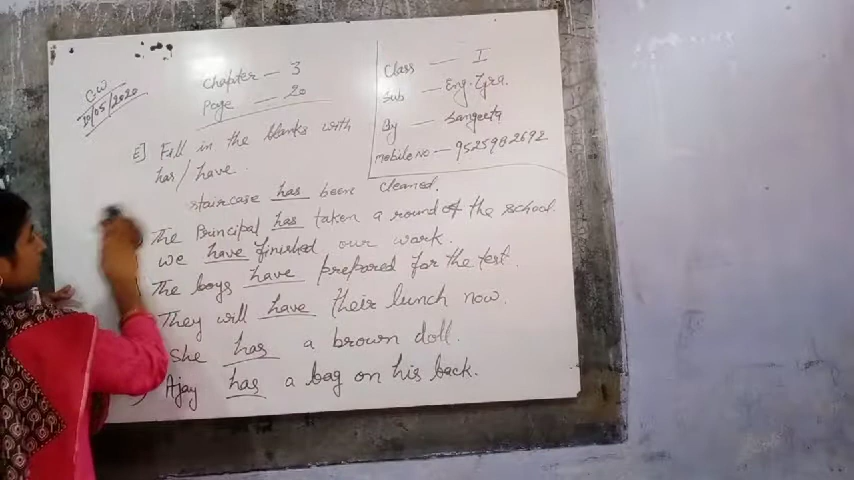 CW
10/05/2020
Chapter - 3
Page - 20
Class - I
Sub - Eng. Gra.
By - Sangeeta
Mobile No - 9525982692
E] Fill in the blanks with
has/have.
staircase has been cleaned.
The Principal has taken a round of the school.
we have finished our work.
The boys have prepared for the test.
They will have their lunch now.
She has a brown doll.
Ajay has a bag on his back.